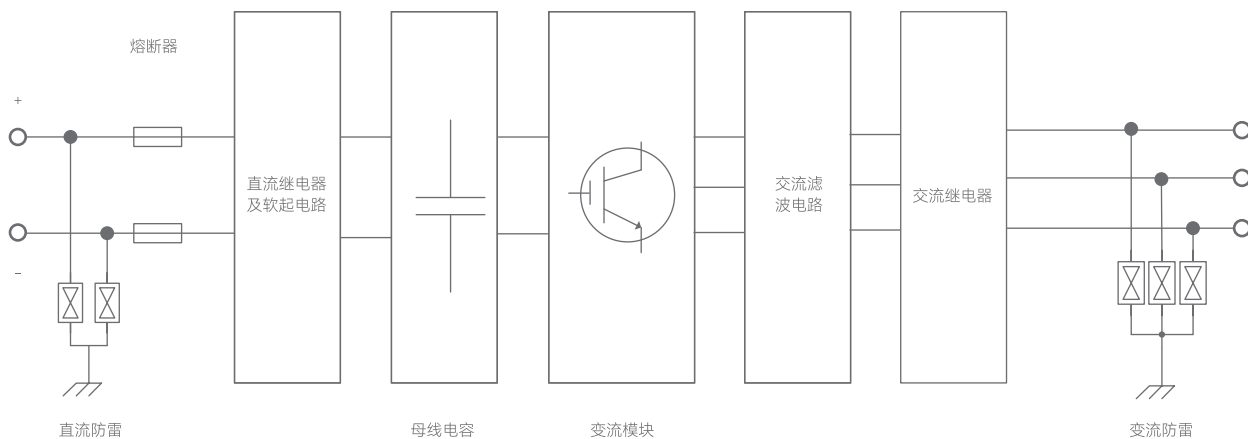 熔断器
+
−
直流继电器
及软起电路
交流滤
波电路
交流继电器
直流防雷
母线电容
变流模块
变流防雷